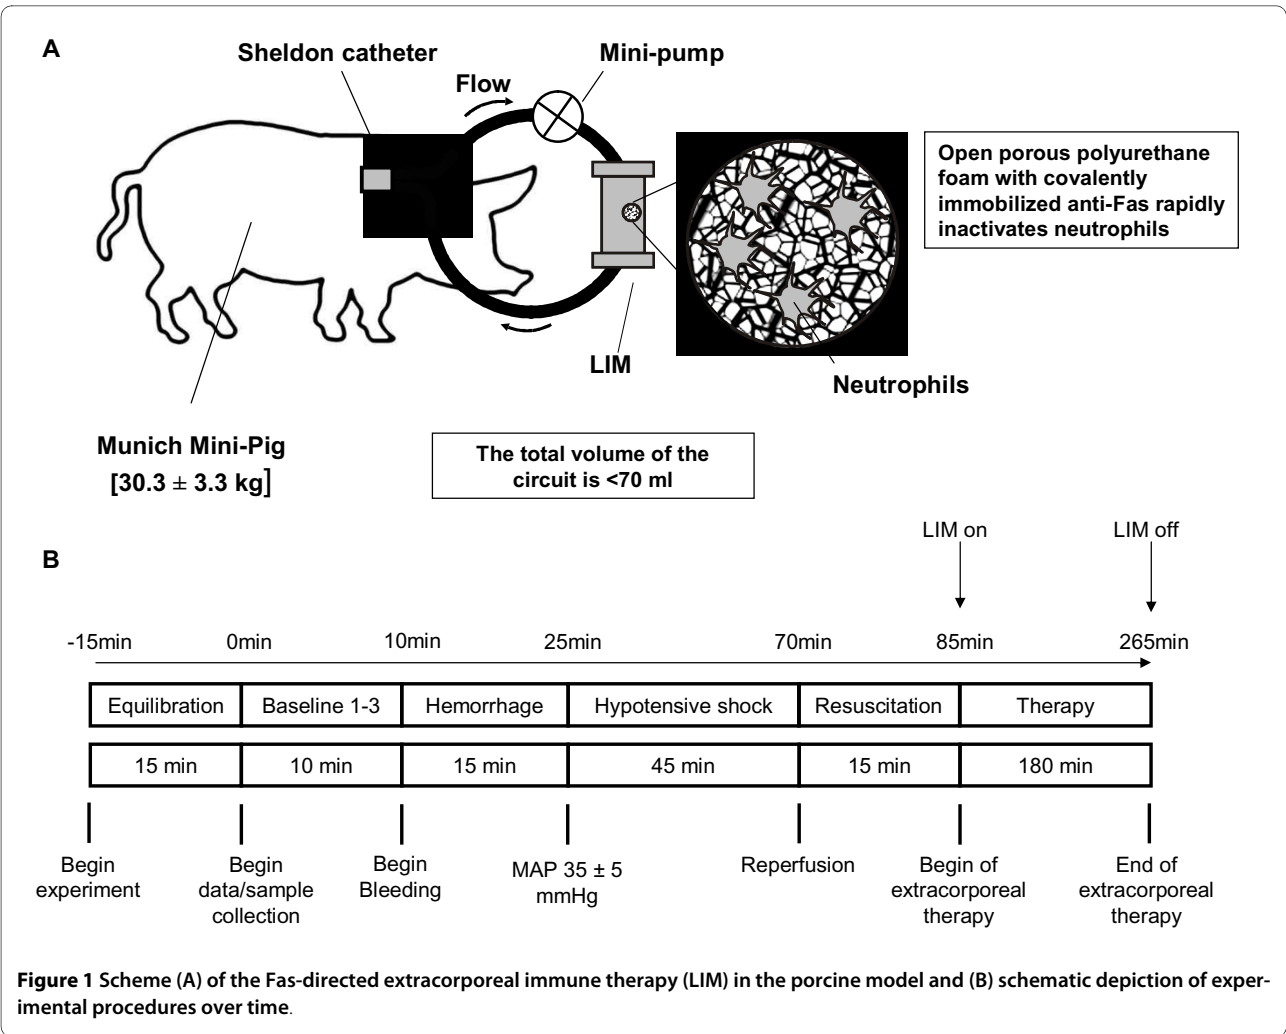 A
Sheldon catheter
Mini-pump
Flow
Open porous polyurethane
foam with covalently
immobilized anti-Fas rapidly
inactivates neutrophils
LIM
Neutrophils
Munich Mini-Pig
[30.3 ± 3.3 kg]
The total volume of the
circuit is <70 ml
B
LIM on
LIM off
-15min 0min 10min 25min 70min 85min 265min
Equilibration Baseline 1-3 Hemorrhage Hypotensive shock Resuscitation Therapy
15 min 10 min 15 min 45 min 15 min 180 min
Begin
experiment
Begin
data/sample
collection
Begin
Bleeding
MAP 35 ± 5
mmHg
Reperfusion
Begin of
extracorporeal
therapy
End of
extracorporeal
therapy
Figure 1 Scheme (A) of the Fas-directed extracorporeal immune therapy (LIM) in the porcine model and (B) schematic depiction of exper-
imental procedures over time.